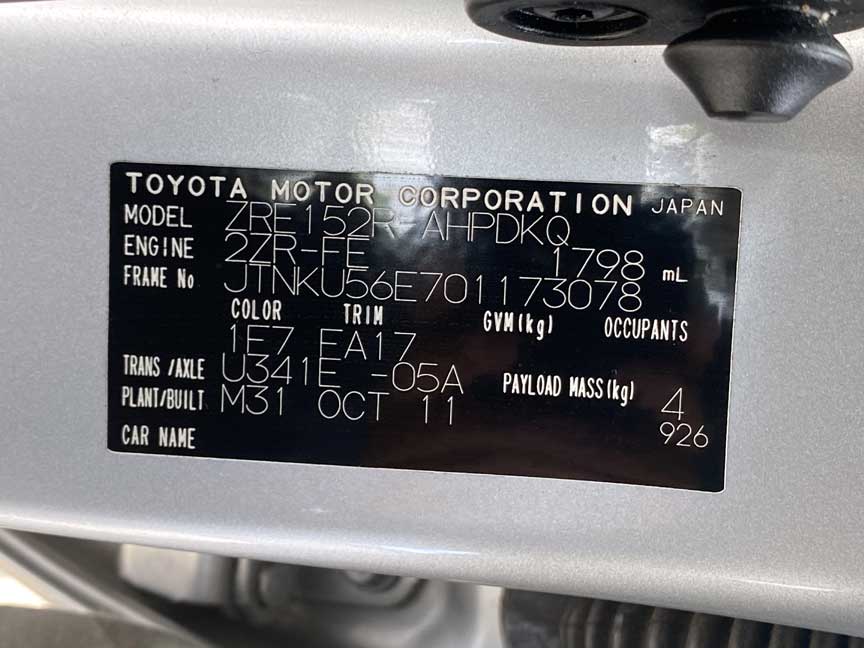 TOYOTA MOTOR CORPORATION JAPAN
MODEL ZRE152R-AHPDKQ
ENGINE 2ZR-FE 1798 mL
FRAME No JTNKU56E701173078
COLOR TRIM GVM(kg) OCCUPANTS
1E7 EA17
TRANS /AXLE U341E -05A PAYLOAD MASS(kg) 4
PLANT/BUILT M31 OCT 11
CAR NAME 926